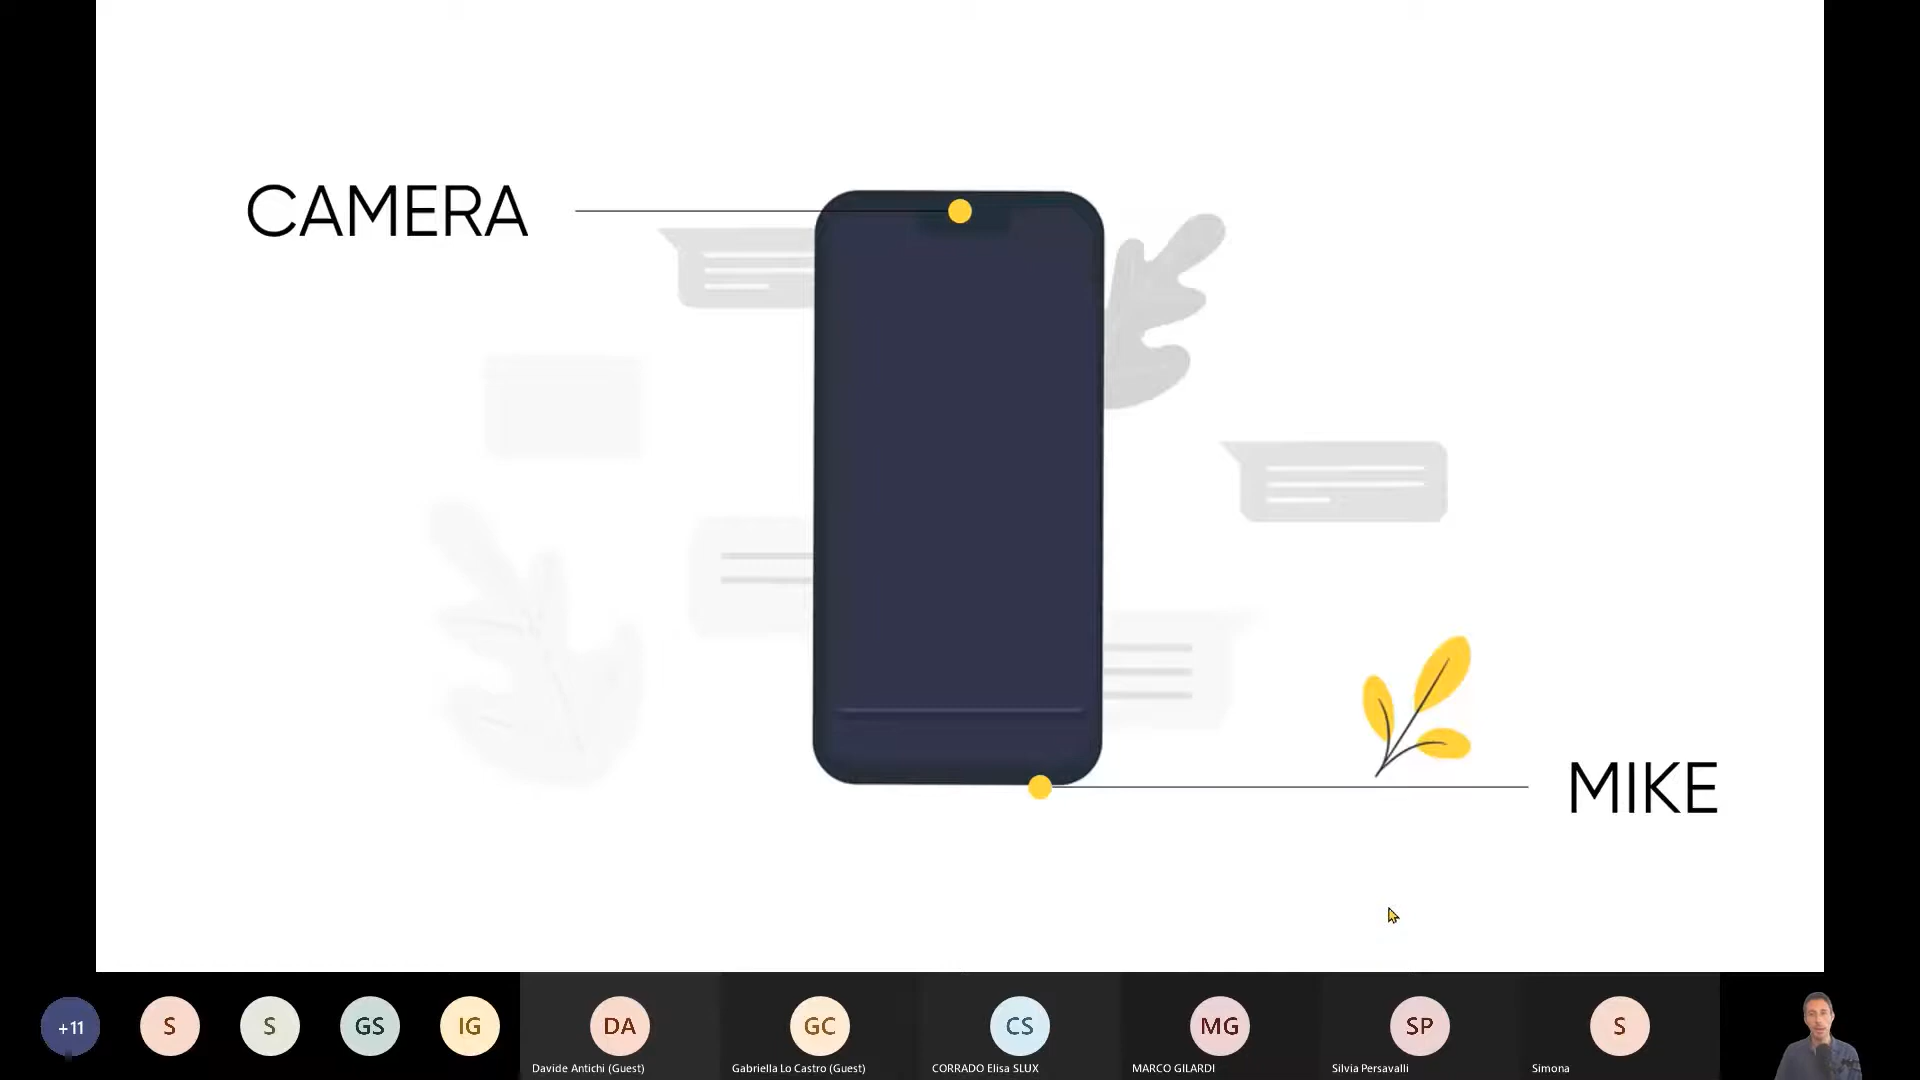 CAMERA
MIKE
+11
S
S
GS
IG
DA
GC
CS
MG
SP
S
Davide Antichi (Guest)
Gabriella Lo Castro (Guest)
CORRADO Elisa SLUX
MARCO GILARDI
Silvia Persavalli
Simona